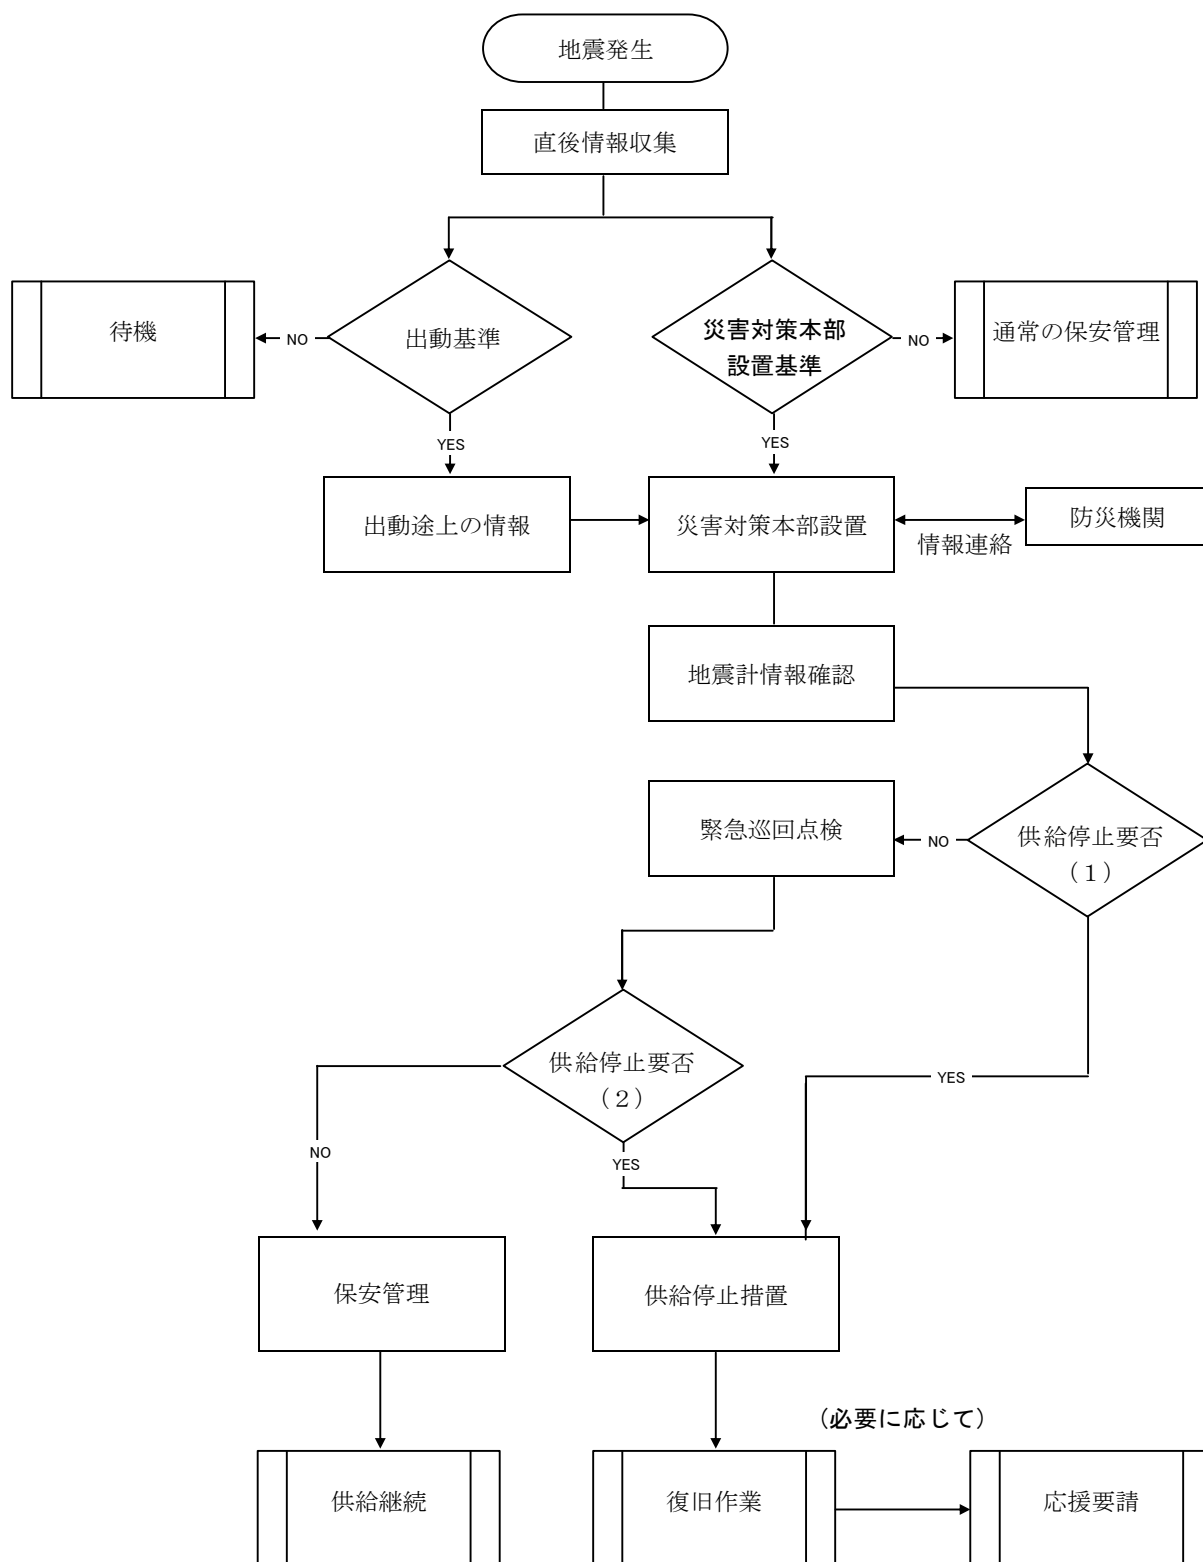 地震発生
直後情報収集
待機
NO
出動基準
災害対策本部
設置基準
NO
通常の保安管理
YES
YES
出動途上の情報
災害対策本部設置
情報連絡
防災機関
地震計情報確認
緊急巡回点検
NO
供給停止要否
（１）
供給停止要否
（２）
YES
NO
YES
保安管理
供給停止措置
（必要に応じて）
供給継続
復旧作業
応援要請